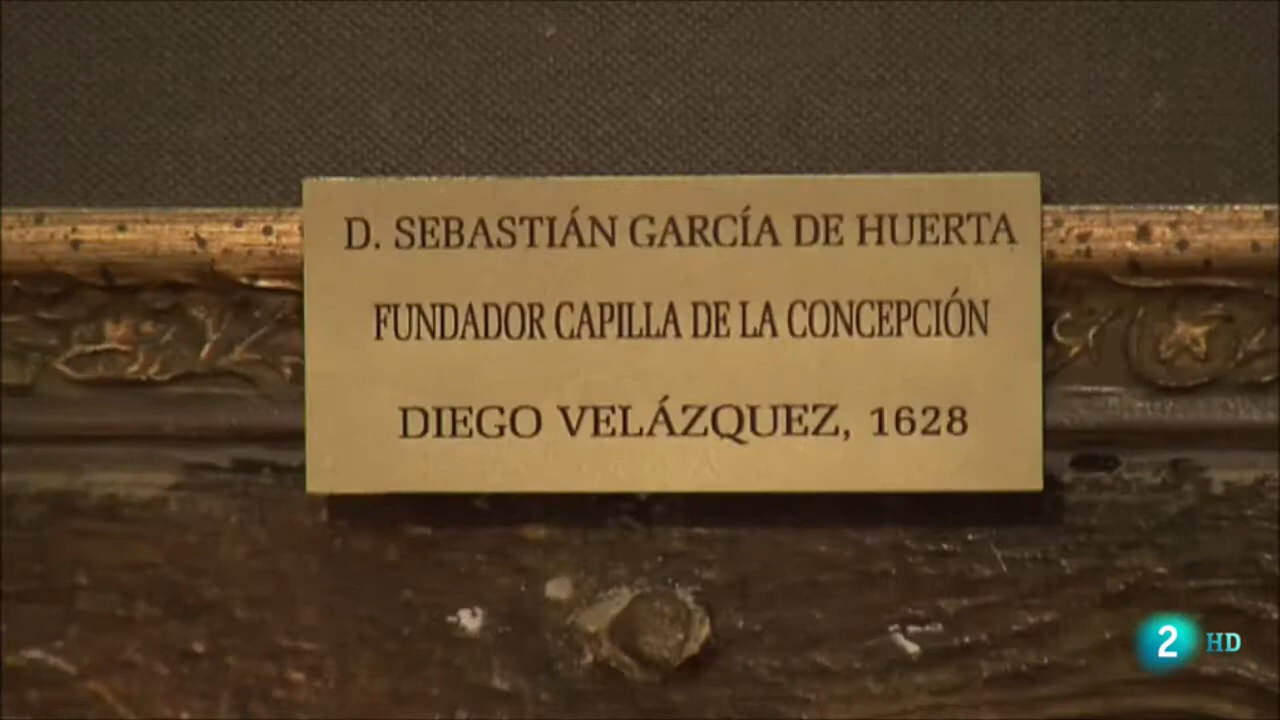 D. SEBASTIÁN GARCÍA DE HUERTA
FUNDADOR CAPILLA DE LA CONCEPCIÓN
DIEGO VELÁZQUEZ, 1628
2 HD